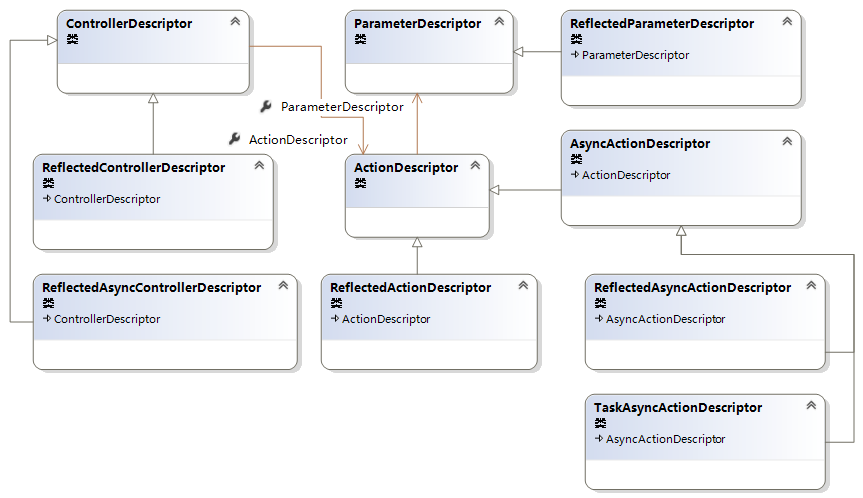 ControllerDescriptor
ParameterDescriptor
ReflectedParameterDescriptor
ParameterDescriptor
ParameterDescriptor
ActionDescriptor
ReflectedControllerDescriptor
ControllerDescriptor
ActionDescriptor
AsyncActionDescriptor
ActionDescriptor
ReflectedAsyncControllerDescriptor
ControllerDescriptor
ReflectedActionDescriptor
ActionDescriptor
ReflectedAsyncActionDescriptor
AsyncActionDescriptor
TaskAsyncActionDescriptor
AsyncActionDescriptor